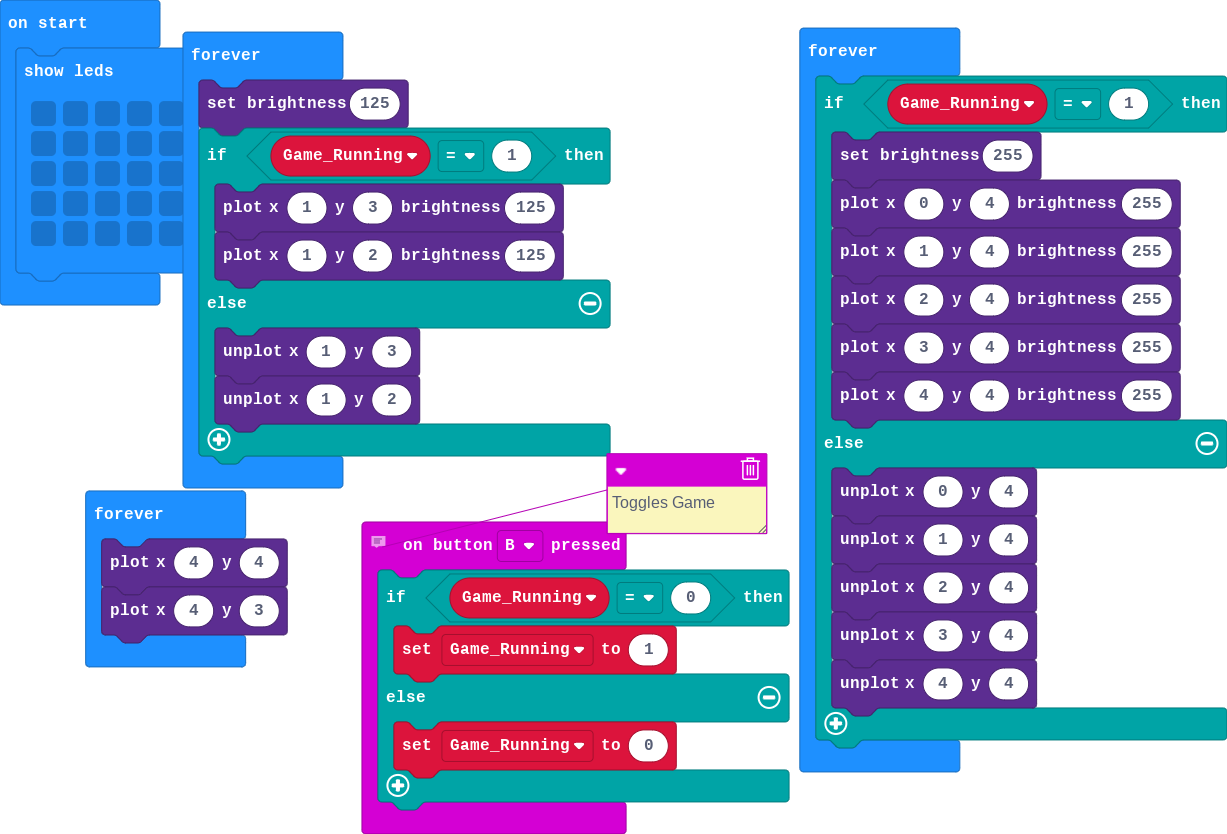 on start
show leds
forever
set brightness 125
if Game_Running = 1 then
plot x 1 y 3 brightness 125
plot x 1 y 2 brightness 125
else
unplot x 1 y 3
unplot x 1 y 2
forever
plot x 4 y 4
plot x 4 y 3
Toggles Game
on button B pressed
if Game_Running = 0 then
set Game_Running to 1
else
set Game_Running to 0
forever
if Game_Running = 1 then
set brightness 255
plot x 0 y 4 brightness 255
plot x 1 y 4 brightness 255
plot x 2 y 4 brightness 255
plot x 3 y 4 brightness 255
plot x 4 y 4 brightness 255
else
unplot x 0 y 4
unplot x 1 y 4
unplot x 2 y 4
unplot x 3 y 4
unplot x 4 y 4